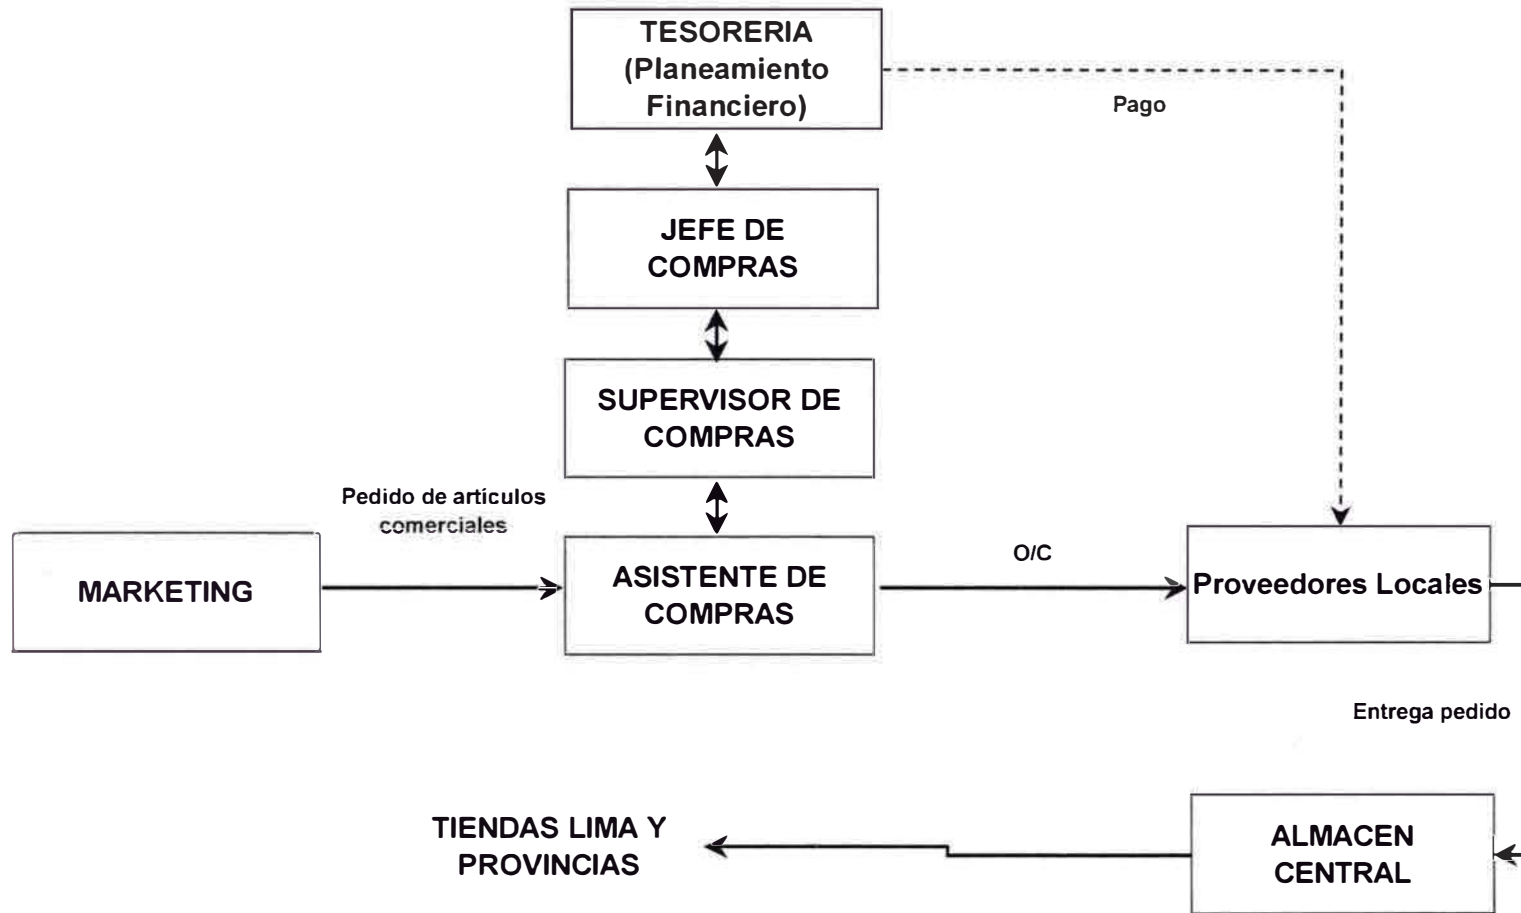 TESORERIA
(Planeamiento
Financiero)
Pago
JEFE DE
COMPRAS
SUPERVISOR DE
COMPRAS
Pedido de artículos
comerciales
MARKETING
ASISTENTE DE
COMPRAS
O/C
Proveedores Locales
Entrega pedido
TIENDAS LIMA Y
PROVINCIAS
ALMACEN
CENTRAL